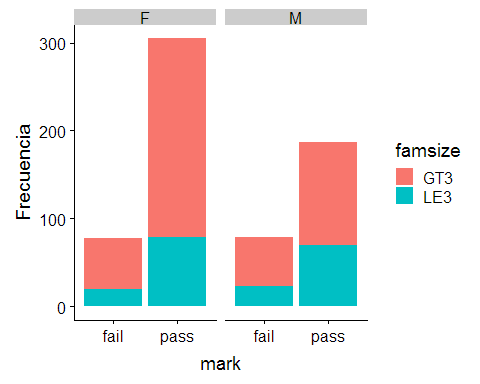 F M
300
200
100
0
Frecuencia
fail pass fail pass
mark
famsize
GT3
LE3